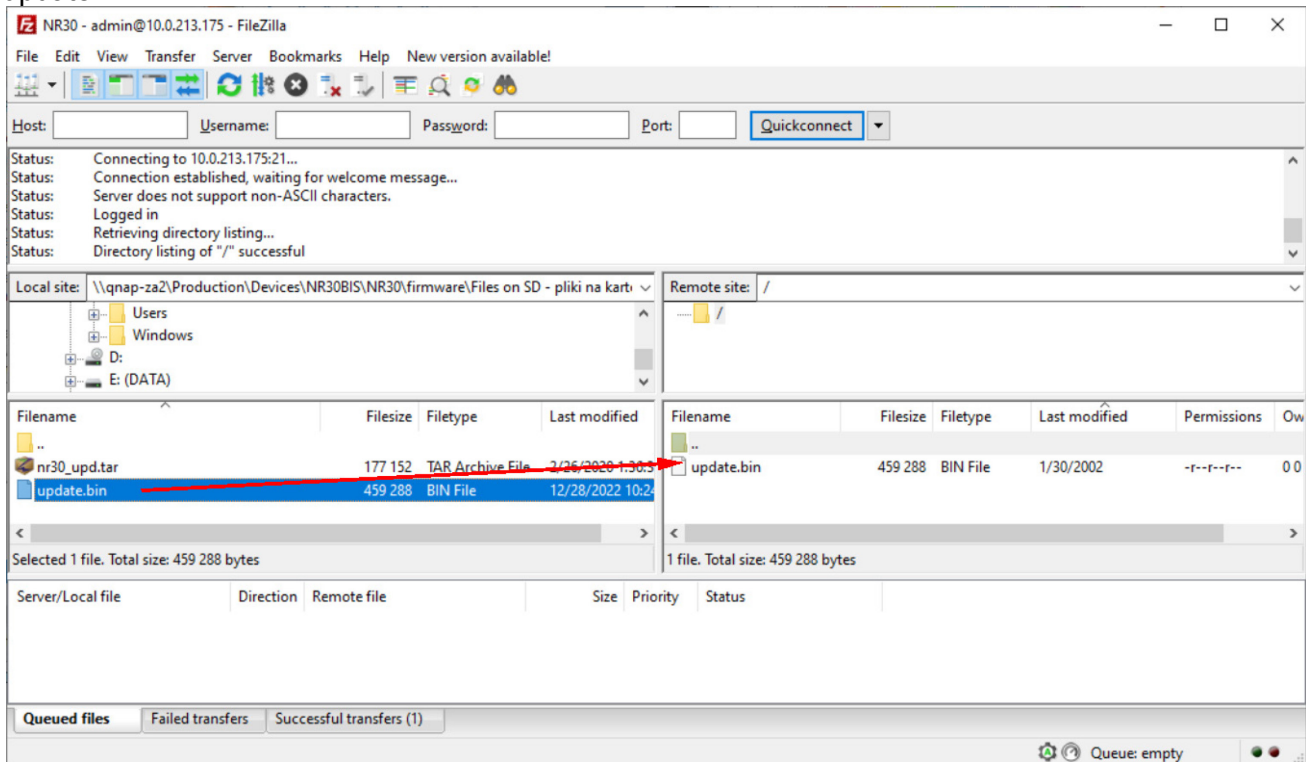 NR30 - admin@10.0.213.175 - FileZilla
File Edit View Transfer Server Bookmarks Help New version available!
Host: Username: Password: Port: Quickconnect
Status: Connecting to 10.0.213.175:21...
Status: Connection established, waiting for welcome message...
Status: Server does not support non-ASCII characters.
Status: Logged in
Status: Retrieving directory listing...
Status: Directory listing of "/" successful
Local site: \\qnap-za2\Production\Devices\NR30BIS\NR30\firmware\Files on SD - pliki na kart Remote site: /
Users /
Windows
D:
E: (DATA)
Filename Filesize Filetype Last modified Filename Filesize Filetype Last modified Permissions Ow
.. ..
nr30_upd.tar 177 152 TAR Archive File 2/26/2020 1:36:3 update.bin 459 288 BIN File 1/30/2002 -r--r--r-- 0 0
update.bin 459 288 BIN File 12/28/2022 10:24
Selected 1 file. Total size: 459 288 bytes 1 file. Total size: 459 288 bytes
Server/Local file Direction Remote file Size Priority Status
Queued files Failed transfers Successful transfers (1)
Queue: empty